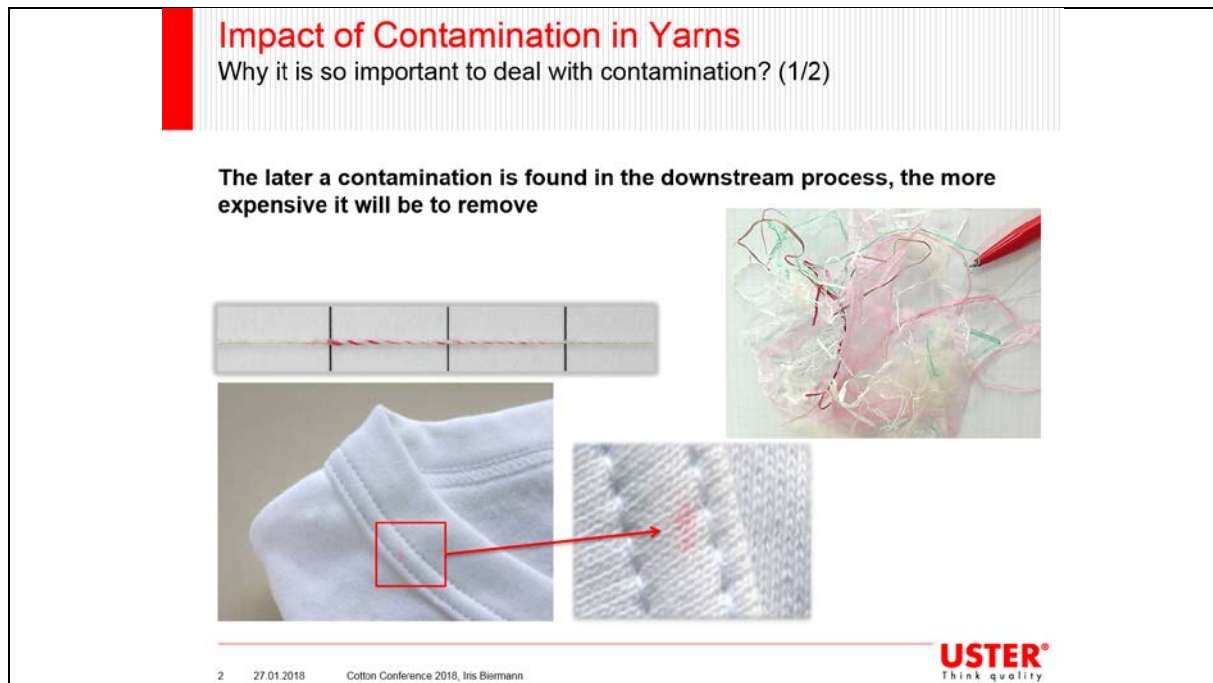 Impact of Contamination in Yarns
Why it is so important to deal with contamination? (1/2)
The later a contamination is found in the downstream process, the more
expensive it will be to remove
2 27.01.2018 Cotton Conference 2018, Iris Biermann
USTER®
Think quality